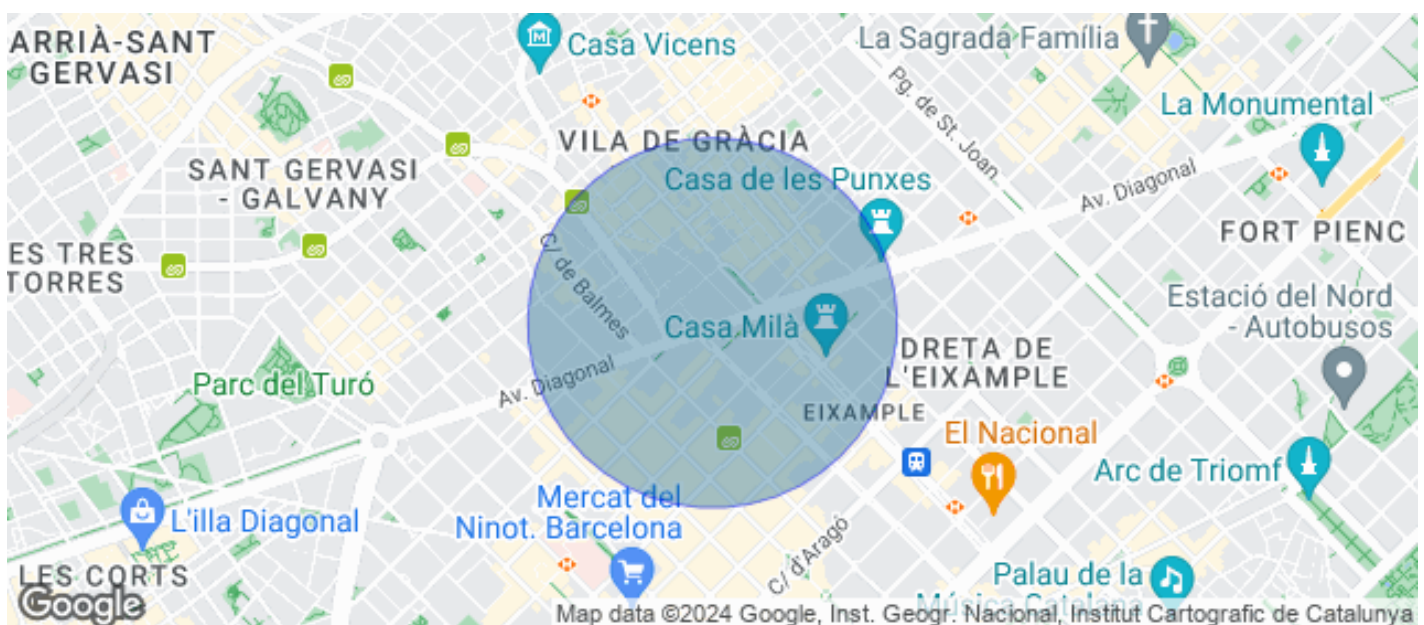 ARRIÀ-SANT
GERVASI
Casa Vicens
La Sagrada Família
Pg. de St. Joan
La Monumental
VILA DE GRÀCIA
SANT GERVASI
- GALVANY
Casa de les Punxes
Av. Diagonal
FORT PIENC
ES TRES
TORRES
C/ de Balmes
Estació del Nord
- Autobusos
Casa Milà
DRETA DE
L'EIXAMPLE
Parc del Turó
Av. Diagonal
EIXAMPLE
El Nacional
Arc de Triomf
Mercat del
Ninot. Barcelona
L'illa Diagonal
C/ d'Aragó
LES CORTS
Palau de la
Música Catalana
Google
Map data ©2024 Google, Inst. Geogr. Nacional, Institut Cartografic de Catalunya